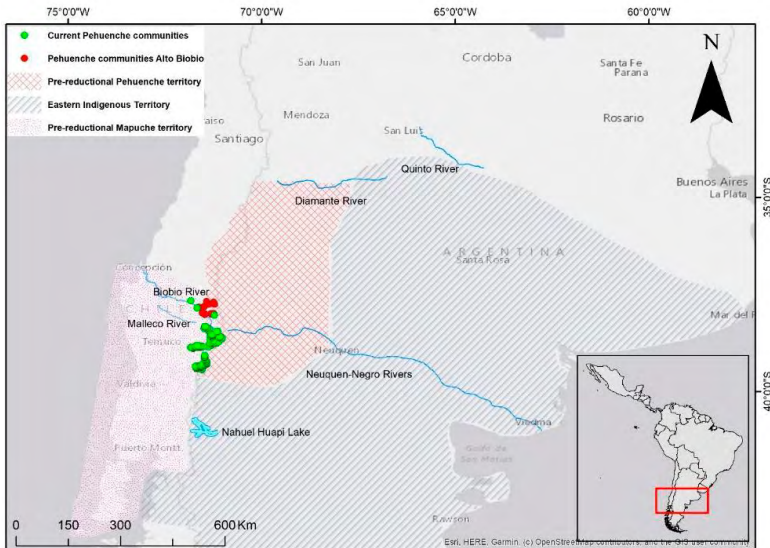 75°0'0"W
70°0'0"W
65°0'0"W
60°0'0"W
Current Pehuenche communities
Pehuenche communities Alto Biobio
Pre-reductional Pehuenche territory
Eastern Indigenous Territory
Pre-reductional Mapuche territory
N
San Juan
Cordoba
Santa Fe
Parana
Mendoza
Rosario
San Luis
aiso
Santiago
Quinto River
Buenos Aires
La Plata
Diamante River
35°0'0"S
ARGENTINA
Santa Rosa
Concepción
Biobio River
CHILE
Mar del P
Malleco River
Temuco
Neuquen
Neuquen-Negro Rivers
40°0'0"S
Valdivia
Viedma
Nahuel Huapi Lake
Puerto Montt
Golfo de
San Matias
Rawson
0 150 300 600 Km
Esri, HERE, Garmin, (c) OpenStreetMap contributors, and the GIS user community